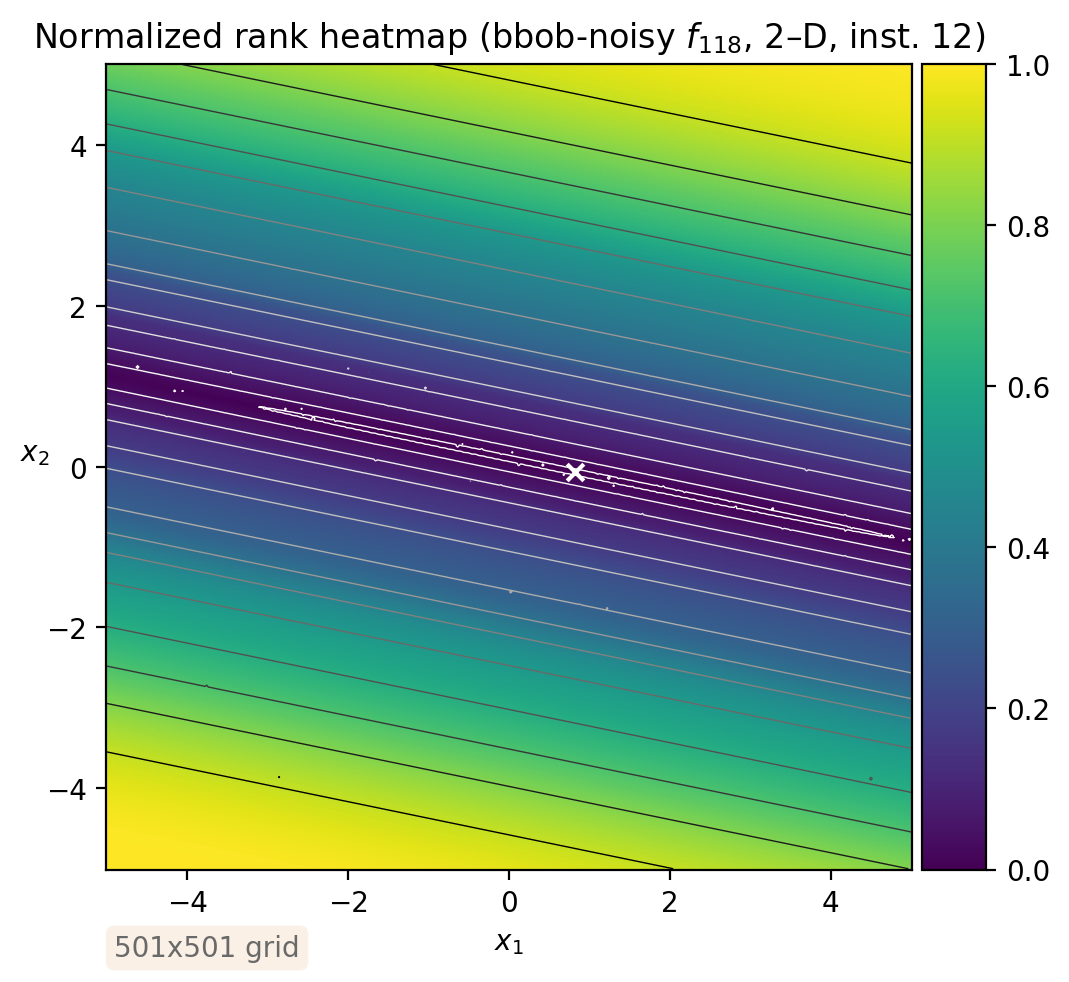 Normalized rank heatmap (bbob-noisy f₁₁₈, 2–D, inst. 12)
1.0
4
0.8
2
0.6
x₂
0
0.4
−2
0.2
−4
0.0
−4 −2 0 2 4
x₁
501x501 grid